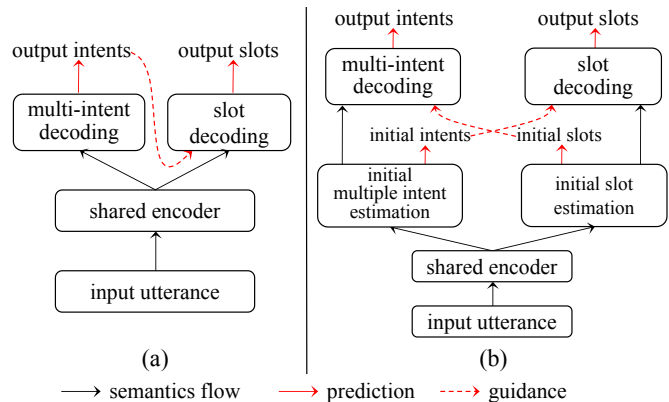 output intents
output slots
multi-intent
decoding
slot
decoding
shared encoder
input utterance
(a)
output intents
output slots
multi-intent
decoding
slot
decoding
initial intents
initial slots
initial
multiple intent
estimation
initial slot
estimation
shared encoder
input utterance
(b)
semantics flow
prediction
guidance